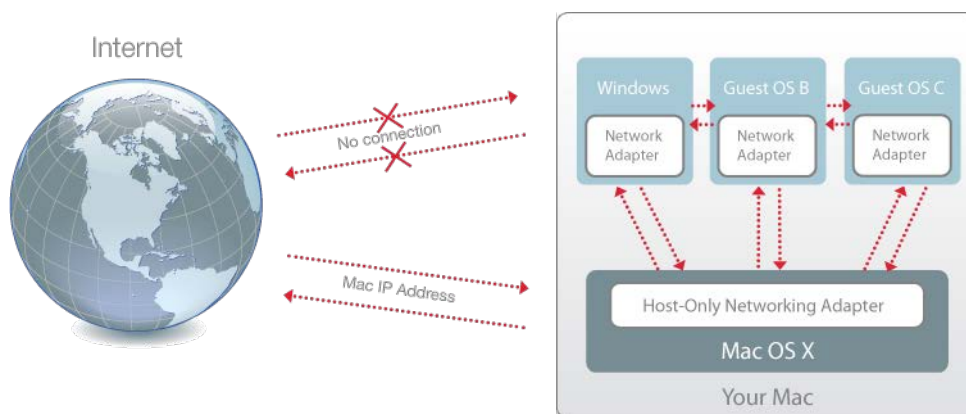 Internet
No connection
Mac IP Address
Windows
Guest OS B
Guest OS C
Network
Adapter
Network
Adapter
Network
Adapter
Host-Only Networking Adapter
Mac OS X
Your Mac